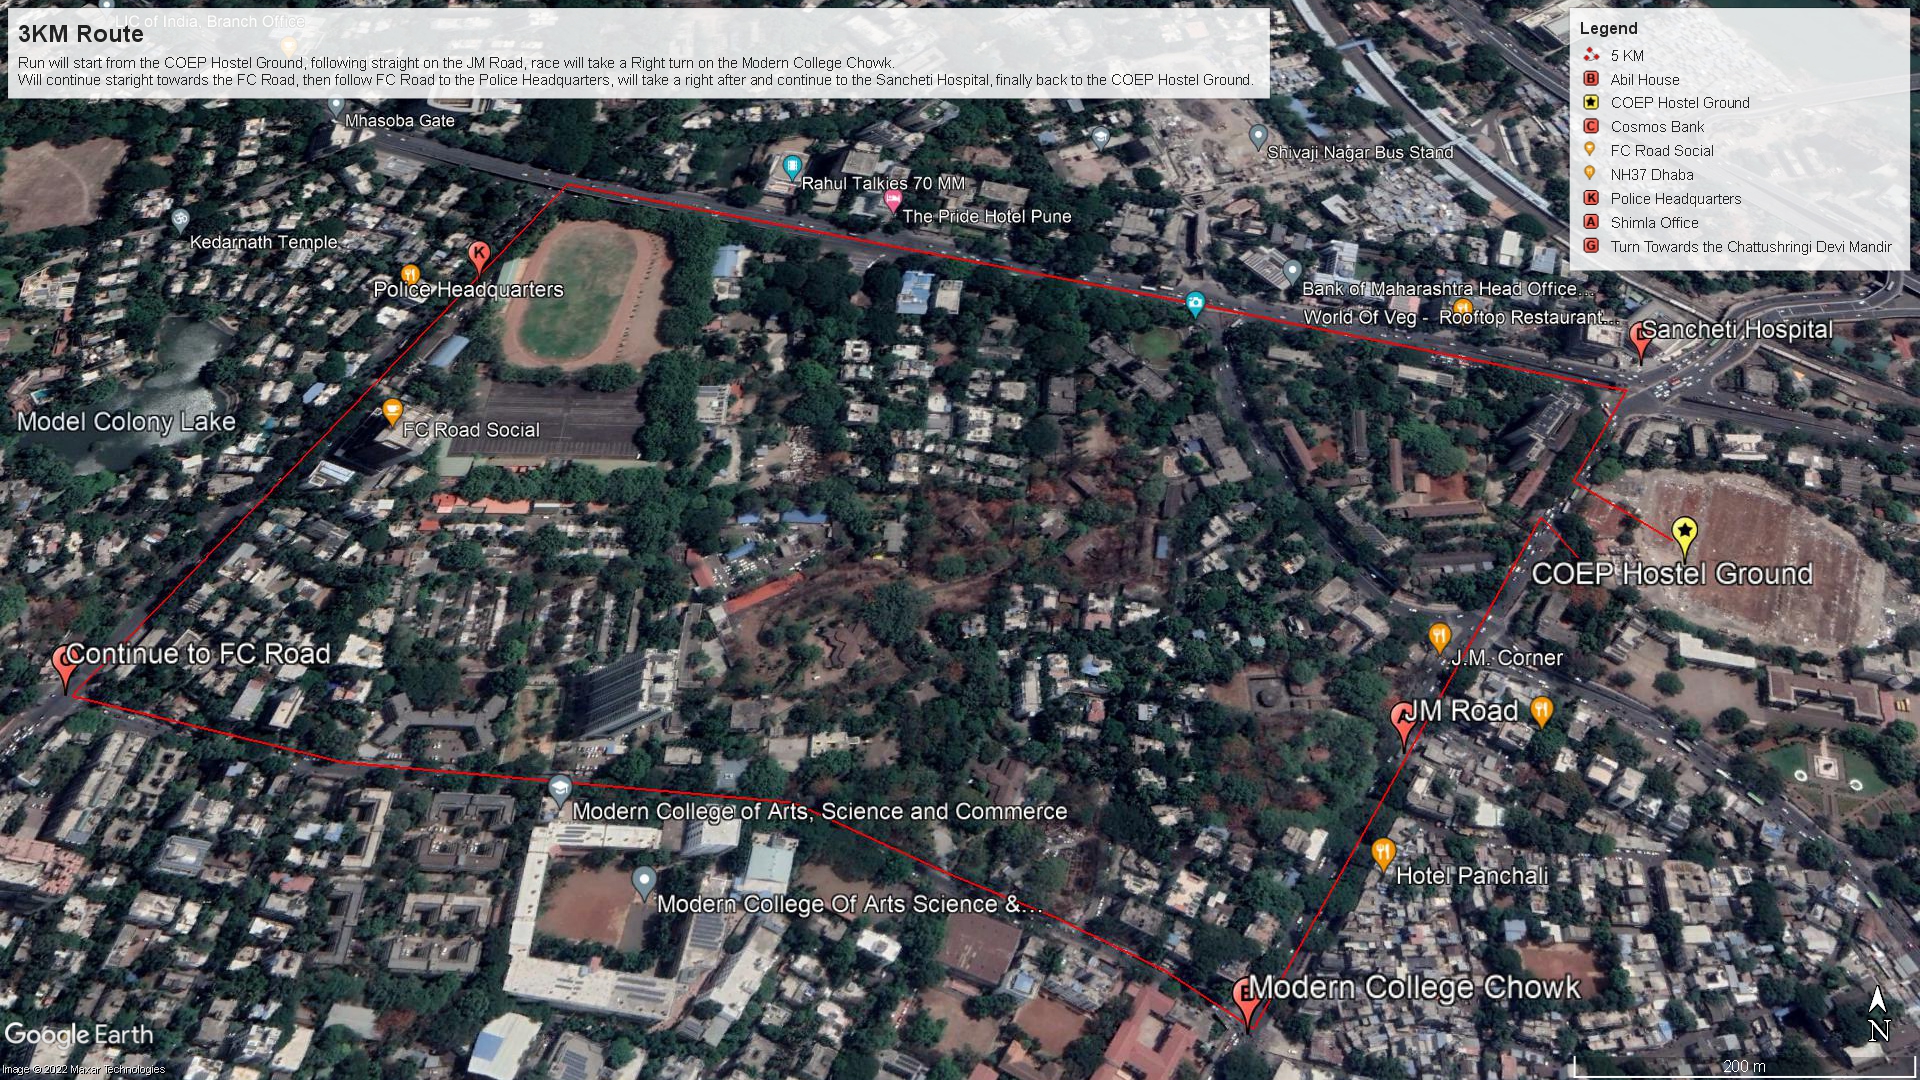 LIC of India, Branch Office
3KM Route
Run will start from the COEP Hostel Ground, following straight on the JM Road, race will take a Right turn on the Modern College Chowk.
Will continue staright towards the FC Road, then follow FC Road to the Police Headquarters, will take a right after and continue to the Sancheti Hospital, finally back to the COEP Hostel Ground.
Legend
5 KM
B Abil House
COEP Hostel Ground
C Cosmos Bank
FC Road Social
NH37 Dhaba
K Police Headquarters
A Shimla Office
G Turn Towards the Chattushringi Devi Mandir
Mhasoba Gate
Shivaji Nagar Bus Stand
Rahul Talkies 70 MM
The Pride Hotel Pune
Kedarnath Temple
K
Police Headquarters
Bank of Maharashtra Head Office...
World Of Veg - Rooftop Restaurant...
Sancheti Hospital
Model Colony Lake
FC Road Social
COEP Hostel Ground
Continue to FC Road
J.M. Corner
JM Road
Modern College of Arts, Science and Commerce
Hotel Panchali
Modern College Of Arts Science &...
Modern College Chowk
Google Earth
N
Image © 2022 Maxar Technologies
200 m